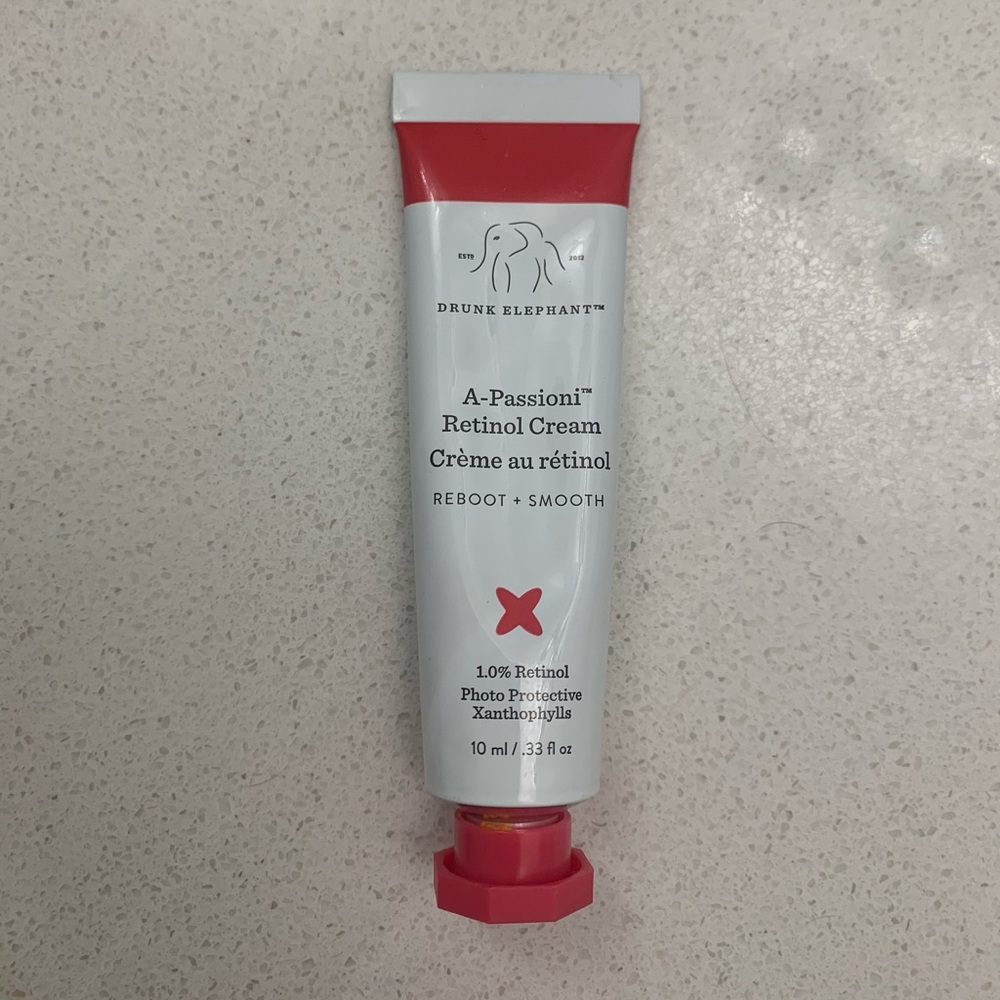 ESTD 2012
DRUNK ELEPHANT™
A-Passioni™
Retinol Cream
Crème au rétinol
REBOOT + SMOOTH
1.0% Retinol
Photo Protective
Xanthophylls
10 ml / .33 fl oz